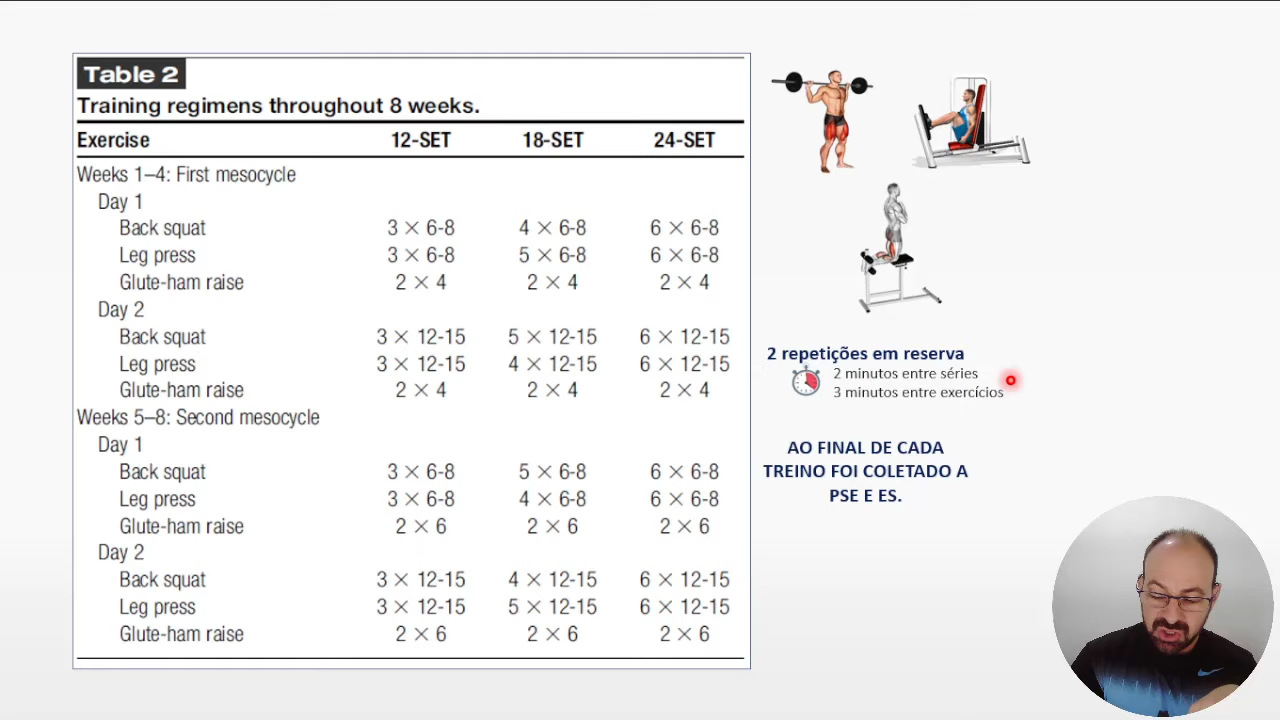 Table 2
Training regimens throughout 8 weeks.
Exercise 12-SET 18-SET 24-SET
Weeks 1–4: First mesocycle
Day 1
Back squat 3 × 6-8 4 × 6-8 6 × 6-8
Leg press 3 × 6-8 5 × 6-8 6 × 6-8
Glute-ham raise 2 × 4 2 × 4 2 × 4
Day 2
Back squat 3 × 12-15 5 × 12-15 6 × 12-15
Leg press 3 × 12-15 4 × 12-15 6 × 12-15
Glute-ham raise 2 × 4 2 × 4 2 × 4
Weeks 5–8: Second mesocycle
Day 1
Back squat 3 × 6-8 5 × 6-8 6 × 6-8
Leg press 3 × 6-8 4 × 6-8 6 × 6-8
Glute-ham raise 2 × 6 2 × 6 2 × 6
Day 2
Back squat 3 × 12-15 4 × 12-15 6 × 12-15
Leg press 3 × 12-15 5 × 12-15 6 × 12-15
Glute-ham raise 2 × 6 2 × 6 2 × 6
2 repetições em reserva
2 minutos entre séries
3 minutos entre exercícios
AO FINAL DE CADA
TREINO FOI COLETADO A
PSE E ES.